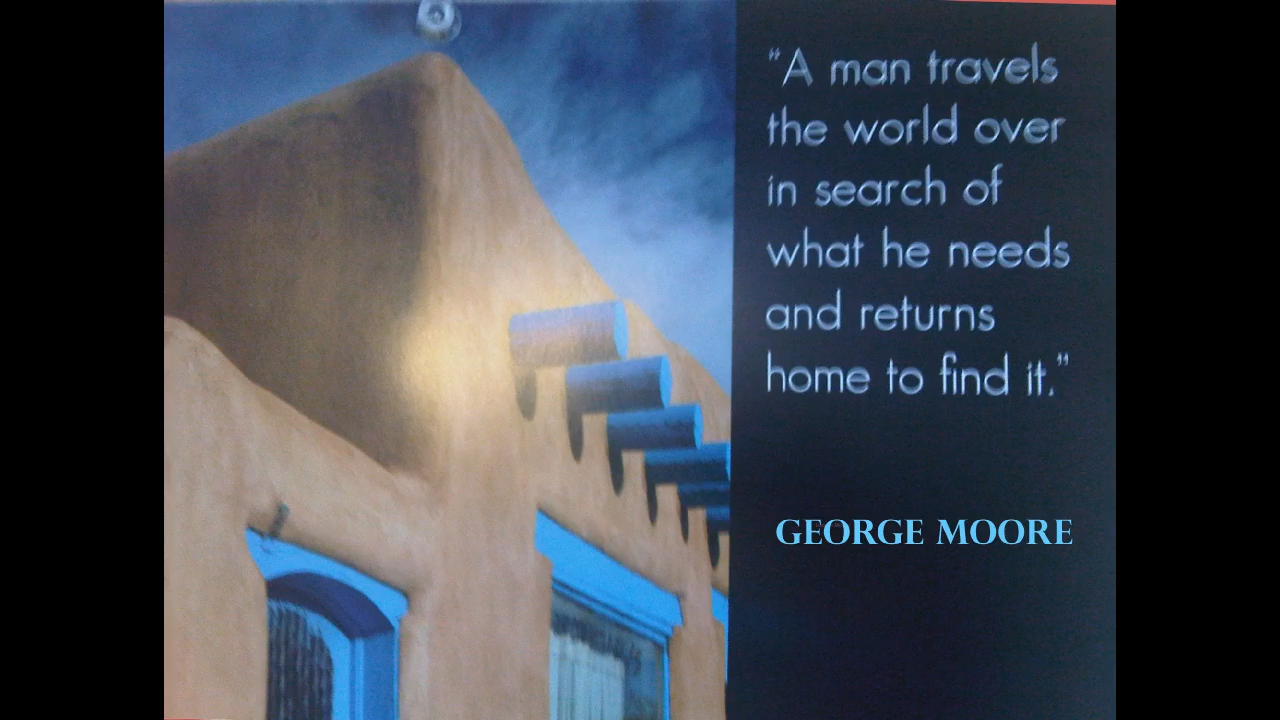 "A man travels
the world over
in search of
what he needs
and returns
home to find it."
GEORGE MOORE